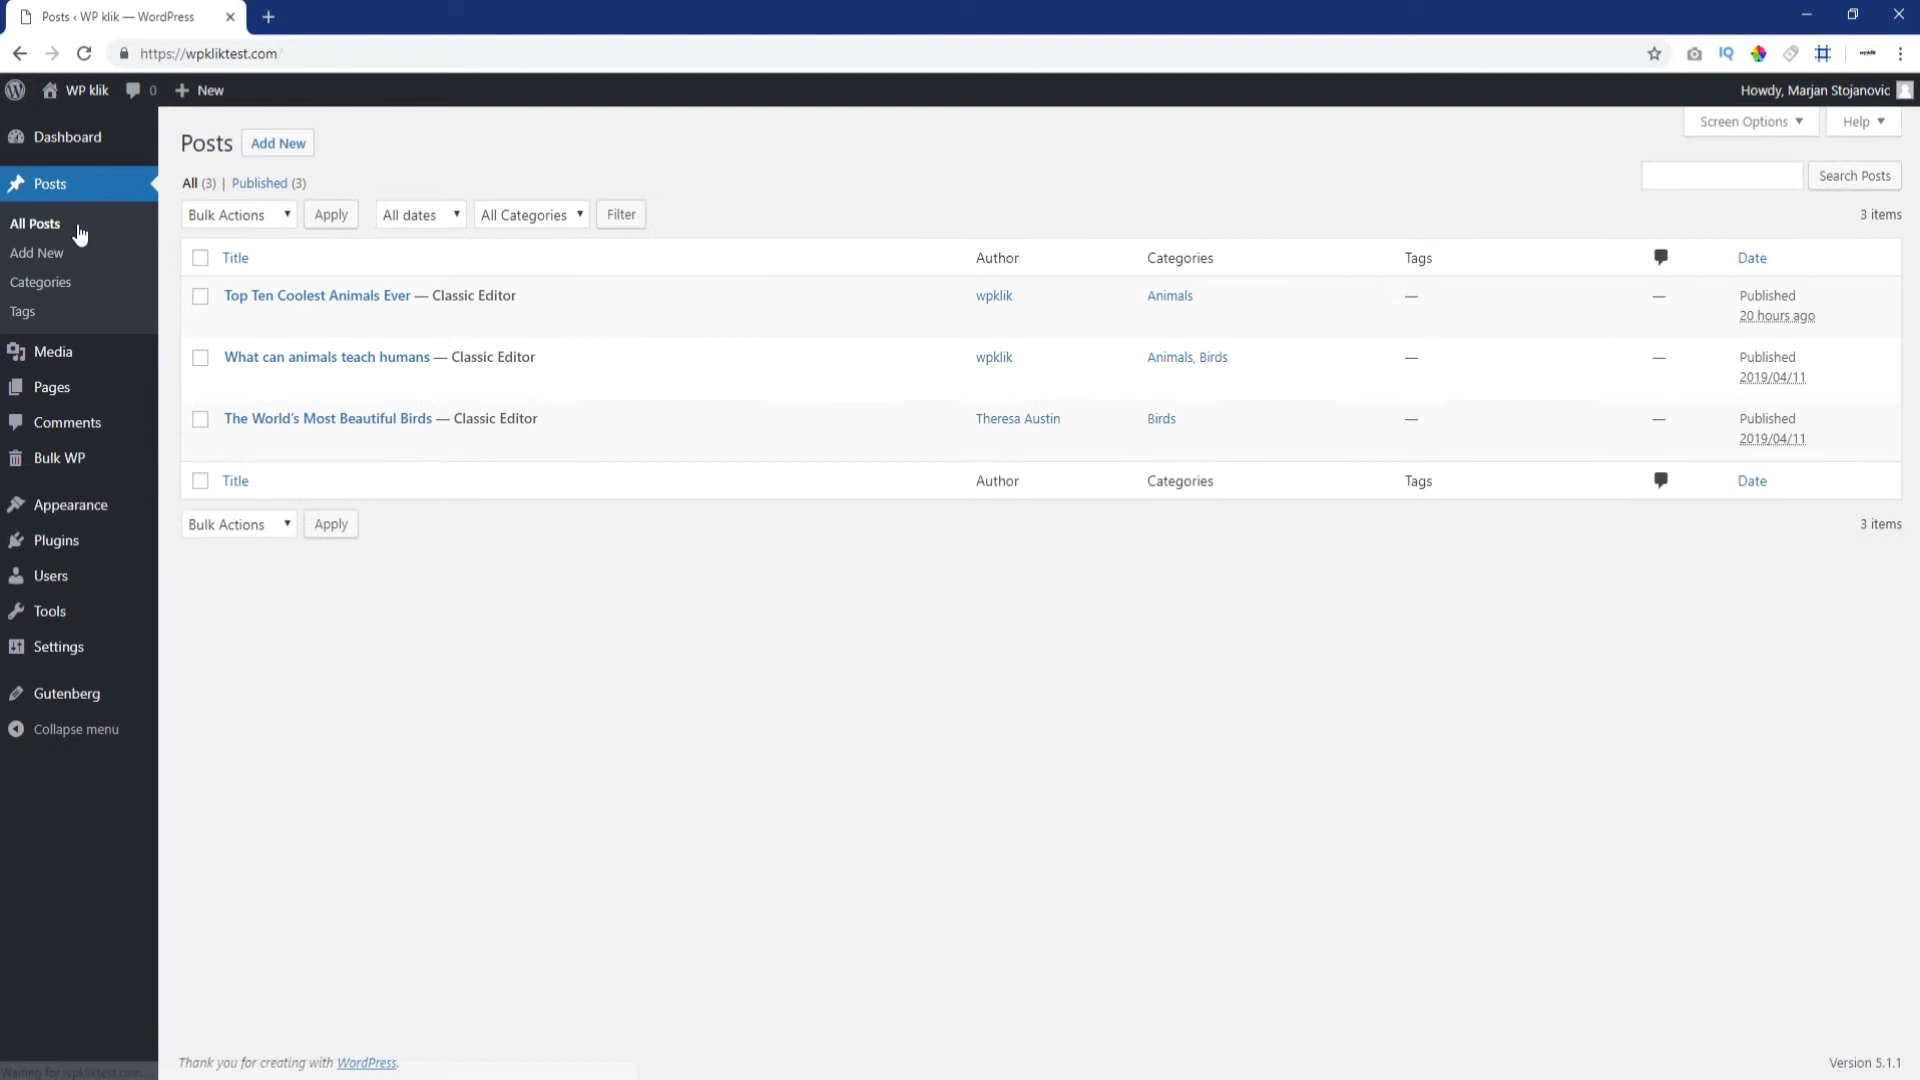 Posts ‹ WP klik — WordPress
https://wpkliktest.com
IQ
WP klik 0 New
Howdy, Marjan Stojanovic
Dashboard
Posts
All Posts
Add New
Categories
Tags
Media
Pages
Comments
Bulk WP
Appearance
Plugins
Users
Tools
Settings
Gutenberg
Collapse menu
Screen Options ▼ Help ▼
Posts Add New
All (3) | Published (3)
Search Posts
Bulk Actions Apply All dates All Categories Filter
3 items
Title Author Categories Tags Date
Top Ten Coolest Animals Ever — Classic Editor wpklik Animals — — Published
20 hours ago
What can animals teach humans — Classic Editor wpklik Animals, Birds — — Published
2019/04/11
The World's Most Beautiful Birds — Classic Editor Theresa Austin Birds — — Published
2019/04/11
Title Author Categories Tags Date
Bulk Actions Apply
3 items
Thank you for creating with WordPress.
Version 5.1.1
Waiting for wpkliktest.com...